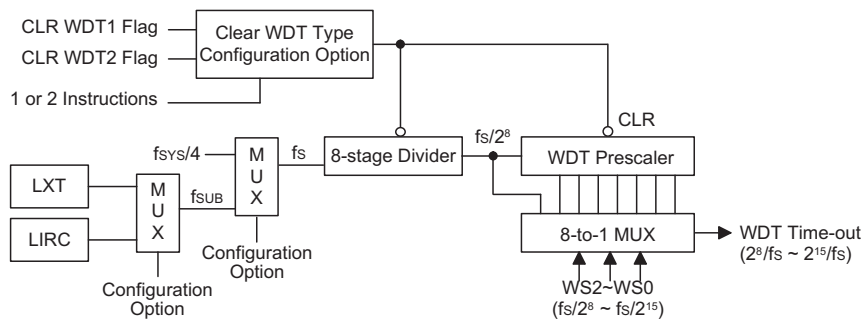 CLR WDT1 Flag
CLR WDT2 Flag
1 or 2 Instructions
Clear WDT Type
Configuration Option
CLR
fSYS/4
MUX
fS
8-stage Divider
fS/2⁸
WDT Prescaler
LXT
LIRC
MUX
fSUB
Configuration
Option
Configuration
Option
8-to-1 MUX
WDT Time-out
(2⁸/fS ~ 2¹⁵/fS)
WS2~WS0
(fS/2⁸ ~ fS/2¹⁵)